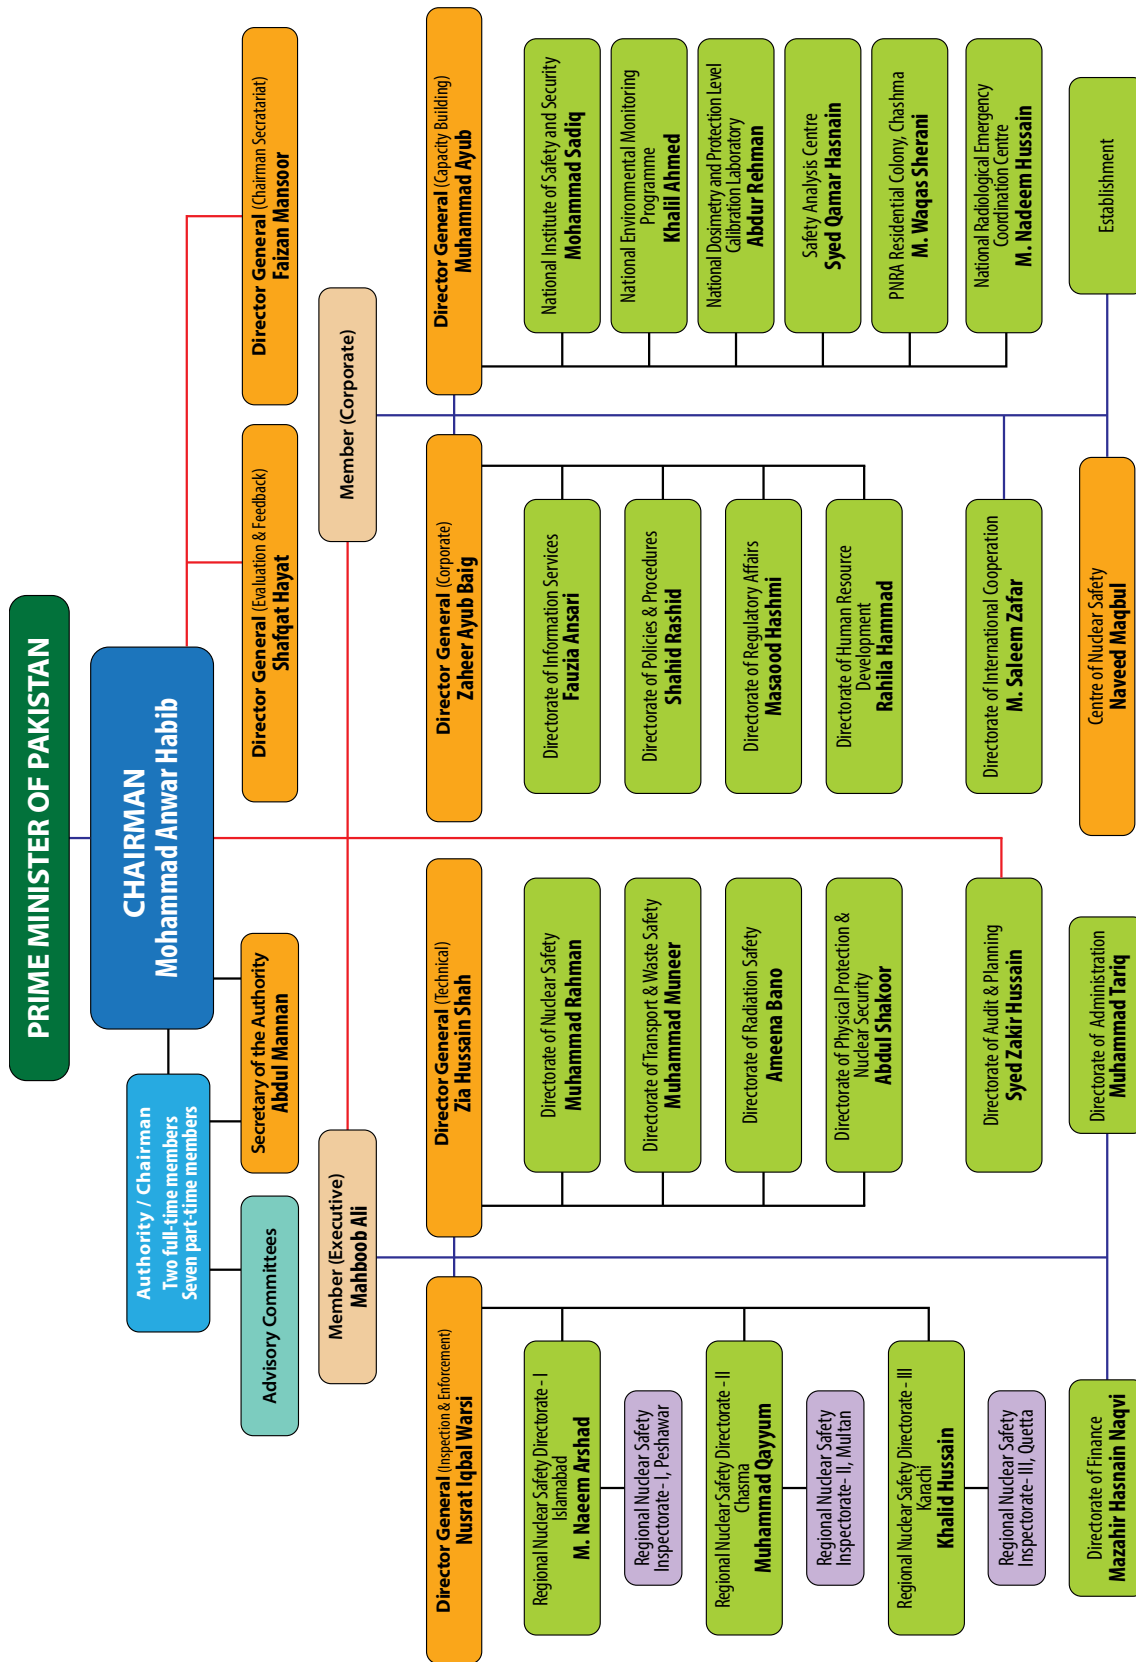 PRIME MINISTER OF PAKISTAN
CHAIRMAN
Mohammad Anwar Habib
Authority / Chairman
Two full-time members
Seven part-time members
Advisory Committees
Secretary of the Authority
Abdul Mannan
Director General (Evaluation & Feedback)
Shafqat Hayat
Director General (Chairman Secratariat)
Faizan Mansoor
Member (Executive)
Mahboob Ali
Member (Corporate)
Director General (Inspection & Enforcement)
Nusrat Iqbal Warsi
Director General (Technical)
Zia Hussain Shah
Director General (Corporate)
Zaheer Ayub Baig
Director General (Capacity Building)
Muhammad Ayub
Regional Nuclear Safety Directorate - I
Islamabad
M. Naeem Arshad
Regional Nuclear Safety
Inspectorate - I, Peshawar
Regional Nuclear Safety Directorate - II
Chasma
Muhammad Qayyum
Regional Nuclear Safety
Inspectorate- II, Multan
Regional Nuclear Safety Directorate - III
Karachi
Khalid Hussain
Regional Nuclear Safety
Inspectorate- III, Quetta
Directorate of Nuclear Safety
Muhammad Rahman
Directorate of Transport & Waste Safety
Muhammad Muneer
Directorate of Radiation Safety
Ameena Bano
Directorate of Physical Protection &
Nuclear Security
Abdul Shakoor
Directorate of Audit & Planning
Syed Zakir Hussain
Directorate of Information Services
Fauzia Ansari
Directorate of Policies & Procedures
Shahid Rashid
Directorate of Regulatory Affairs
Masaood Hashmi
Directorate of Human Resource
Development
Rahila Hammad
Directorate of International Cooperation
M. Saleem Zafar
National Institute of Safety and Security
Mohammad Sadiq
National Environmental Monitoring
Programme
Khalil Ahmed
National Dosimetry and Protection Level
Calibration Laboratory
Abdur Rehman
Safety Analysis Centre
Syed Qamar Hasnain
PNRA Residential Colony, Chashma
M. Waqas Sherani
National Radiological Emergency
Coordination Centre
M. Nadeem Hussain
Directorate of Finance
Mazahir Hasnain Naqvi
Directorate of Administration
Muhammad Tariq
Centre of Nuclear Safety
Naveed Maqbul
Establishment